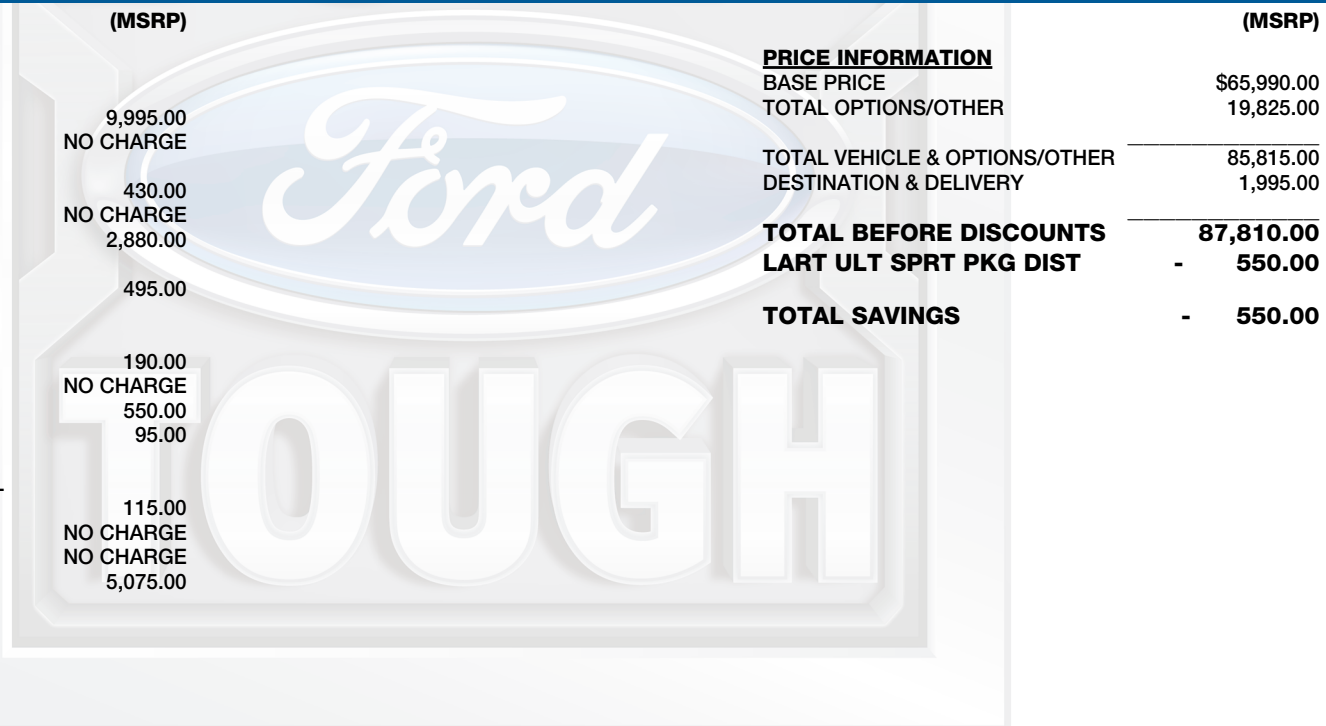 (MSRP)
9,995.00
NO CHARGE
430.00
NO CHARGE
2,880.00
495.00
190.00
NO CHARGE
550.00
95.00
115.00
NO CHARGE
NO CHARGE
5,075.00
(MSRP)
PRICE INFORMATION
BASE PRICE $65,990.00
TOTAL OPTIONS/OTHER 19,825.00
TOTAL VEHICLE & OPTIONS/OTHER 85,815.00
DESTINATION & DELIVERY 1,995.00
TOTAL BEFORE DISCOUNTS 87,810.00
LART ULT SPRT PKG DIST - 550.00
TOTAL SAVINGS - 550.00
Ford
TOUGH